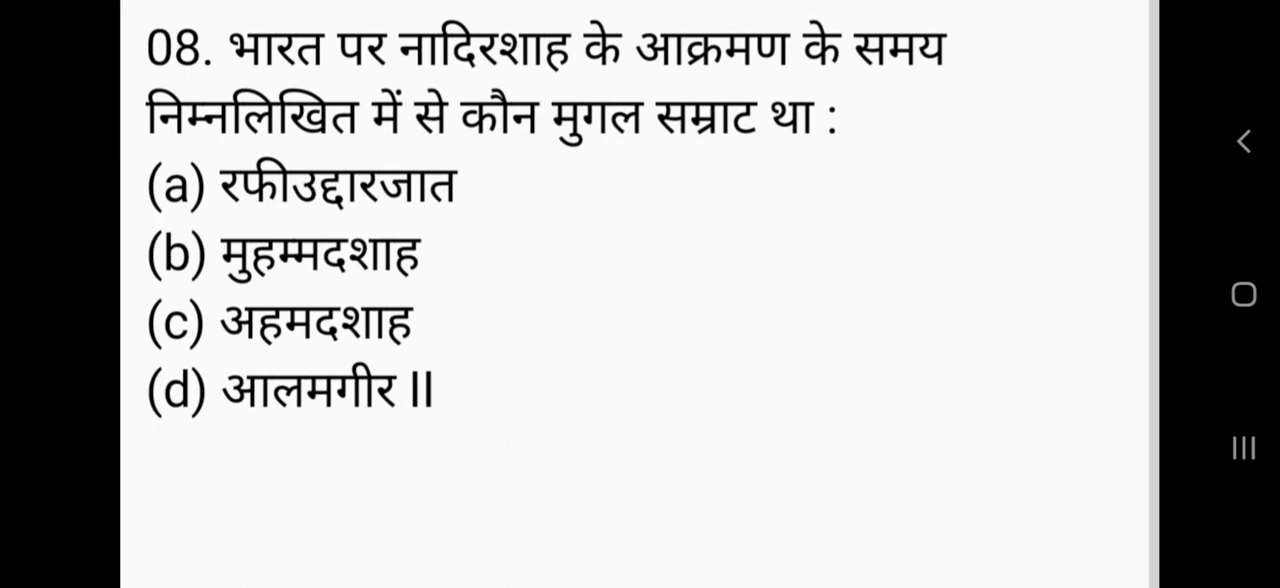 08. भारत पर नादिरशाह के आक्रमण के समय
निम्नलिखित में से कौन मुगल सम्राट था :
(a) रफीउद्दारजात
(b) मुहम्मदशाह
(c) अहमदशाह
(d) आलमगीर II